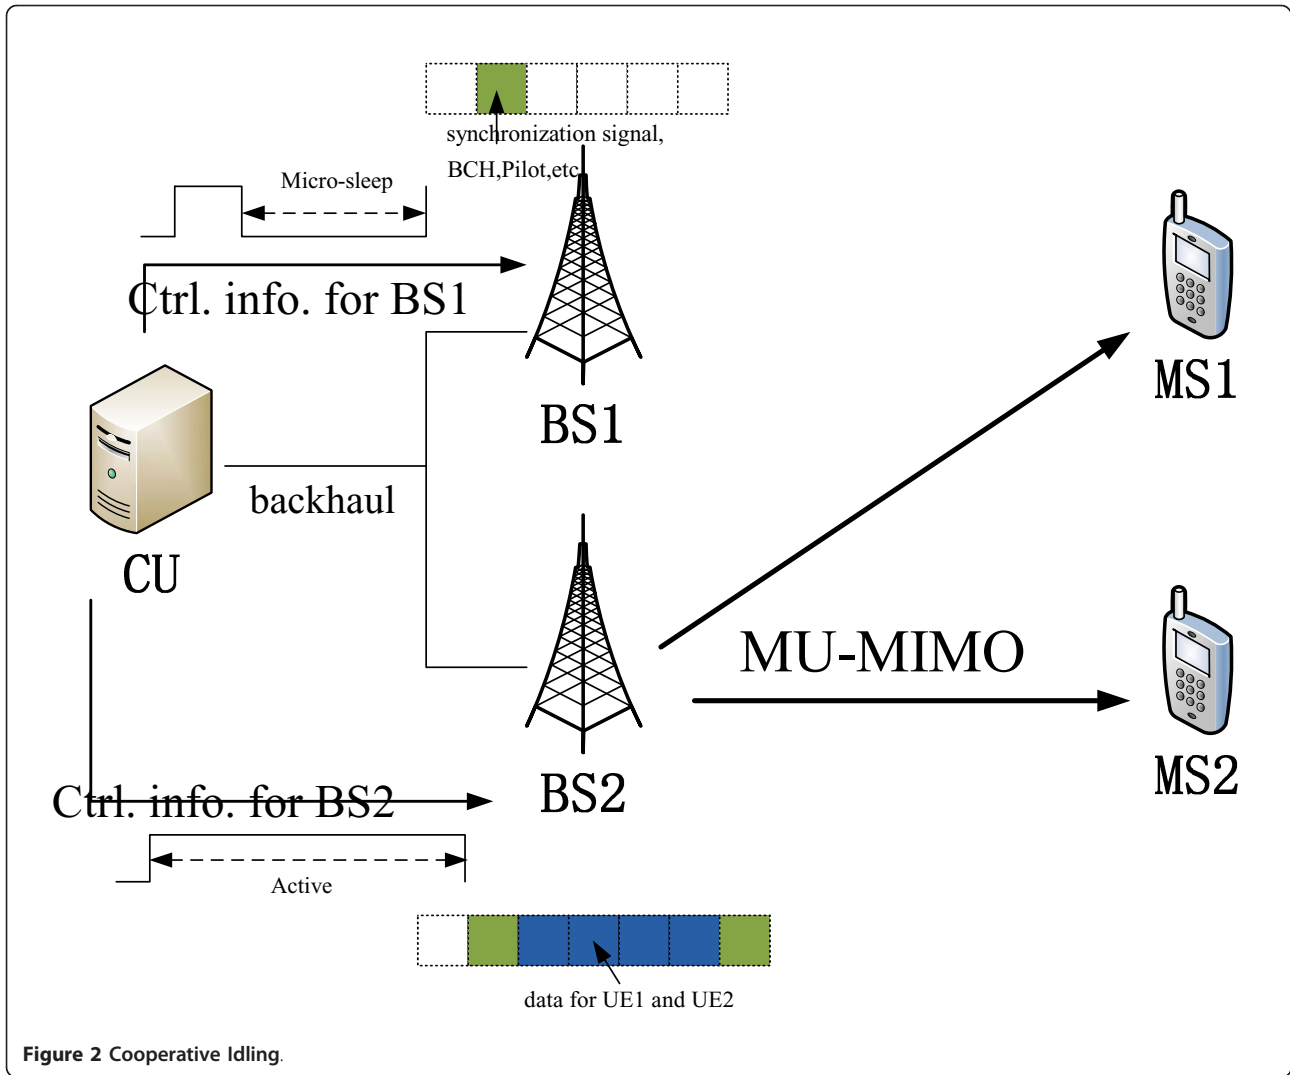 synchronization signal,
BCH,Pilot,etc
Micro-sleep
Ctrl. info. for BS1
BS1
MS1
backhaul
CU
MU-MIMO
BS2
MS2
Ctrl. info. for BS2
Active
data for UE1 and UE2
Figure 2 Cooperative Idling.